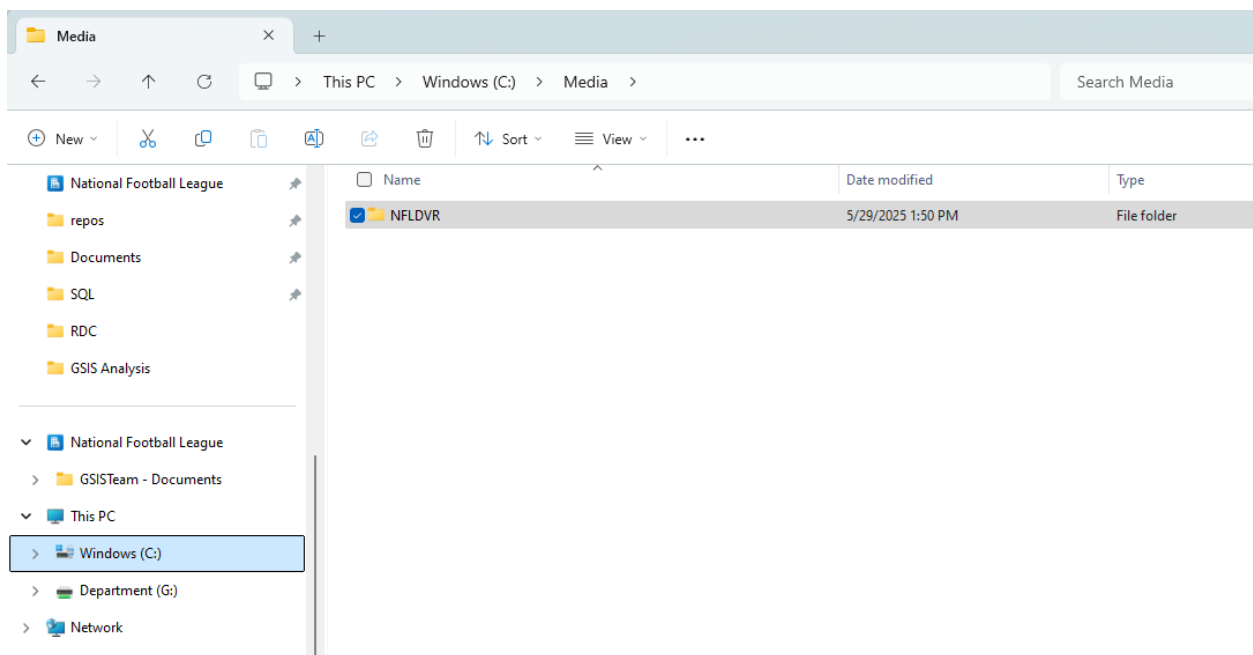 Media
This PC > Windows (C:) > Media >
Search Media
New
Sort
View
National Football League
repos
Documents
SQL
RDC
GSIS Analysis
National Football League
GSISTeam - Documents
This PC
Windows (C:)
Department (G:)
Network
Name Date modified Type
NFLDVR 5/29/2025 1:50 PM File folder